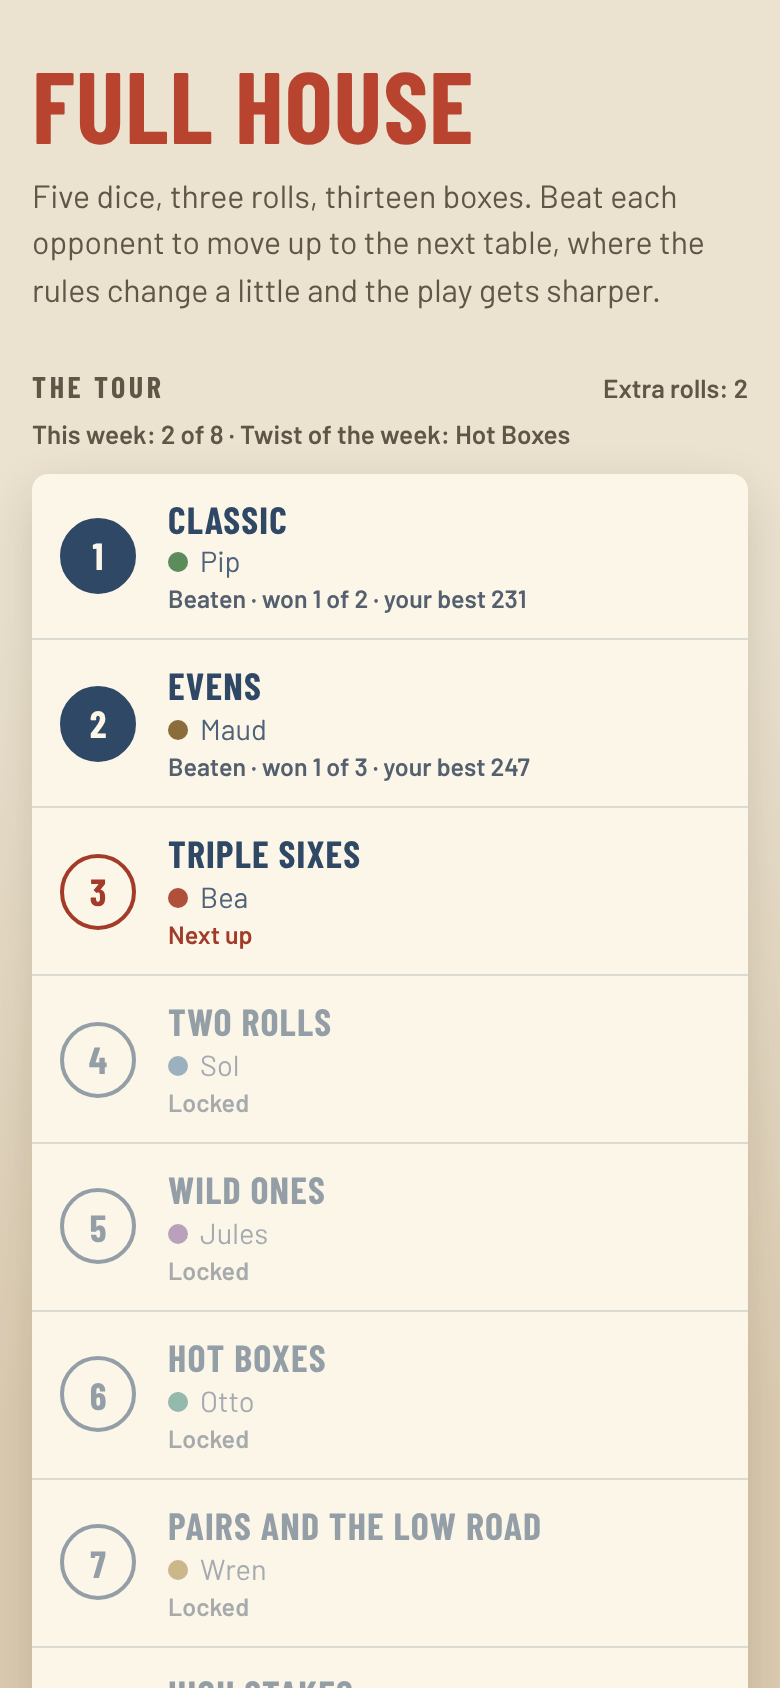 FULL HOUSE
Five dice, three rolls, thirteen boxes. Beat each
opponent to move up to the next table, where the
rules change a little and the play gets sharper.
THE TOUR
Extra rolls: 2
This week: 2 of 8 · Twist of the week: Hot Boxes
1
CLASSIC
Pip
Beaten · won 1 of 2 · your best 231
2
EVENS
Maud
Beaten · won 1 of 3 · your best 247
3
TRIPLE SIXES
Bea
Next up
4
TWO ROLLS
Sol
Locked
5
WILD ONES
Jules
Locked
6
HOT BOXES
Otto
Locked
7
PAIRS AND THE LOW ROAD
Wren
Locked
HIGH STAKES